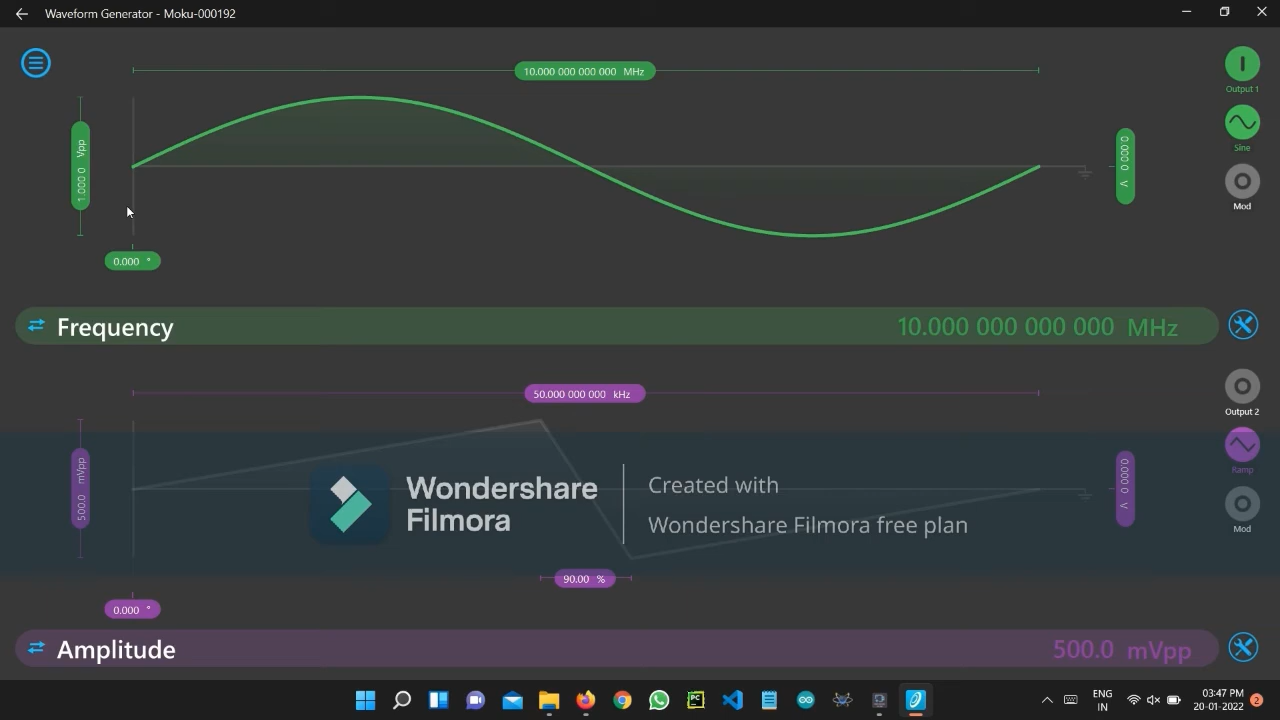 Waveform Generator - Moku-000192
10.000 000 000 000 MHz
Output 1
1.000 0 Vpp
0.000 0 V
Sine
Mod
0.000 °
Frequency
10.000 000 000 000 MHz
50.000 000 000 kHz
Output 2
500.0 mVpp
0.000 0 V
Ramp
Wondershare
Filmora
Created with
Wondershare Filmora free plan
Mod
90.00 %
0.000 °
Amplitude
500.0 mVpp
PC
ENG
IN
03:47 PM
20-01-2022
2